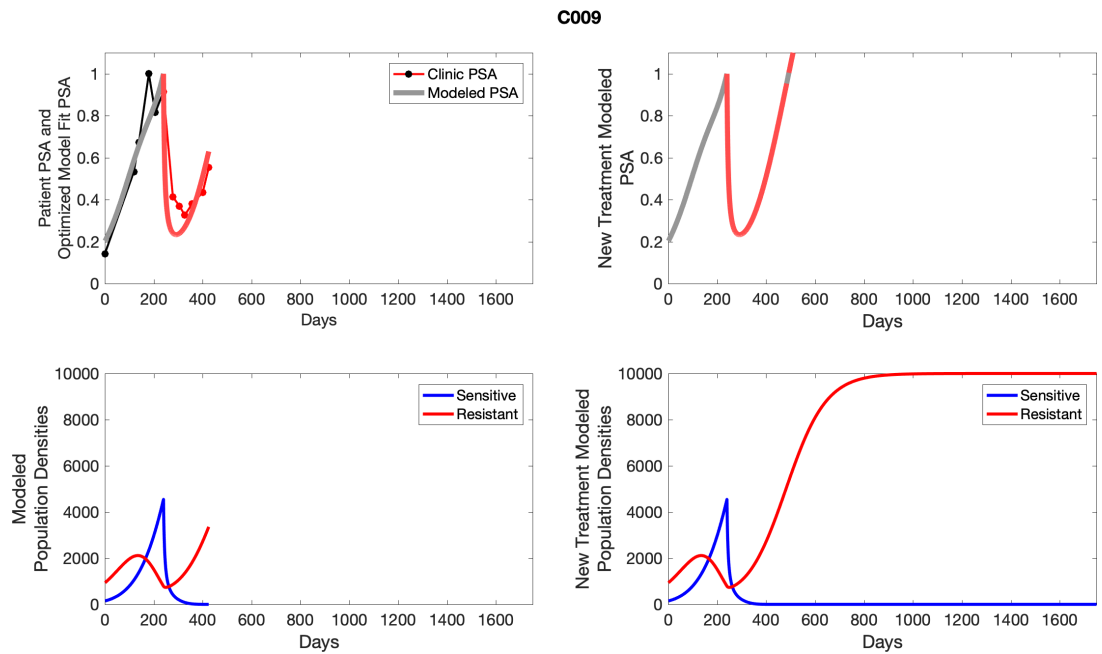 C009
Patient PSA and
Optimized Model Fit PSA
1
0.8
0.6
0.4
0.2
0
0 200 400 600 800 1000 1200 1400 1600
Days
Clinic PSA
Modeled PSA
New Treatment Modeled
PSA
1
0.8
0.6
0.4
0.2
0
0 200 400 600 800 1000 1200 1400 1600
Days
Modeled
Population Densities
10000
8000
6000
4000
2000
0
0 200 400 600 800 1000 1200 1400 1600
Days
Sensitive
Resistant
New Treatment Modeled
Population Densities
10000
8000
6000
4000
2000
0
0 200 400 600 800 1000 1200 1400 1600
Days
Sensitive
Resistant